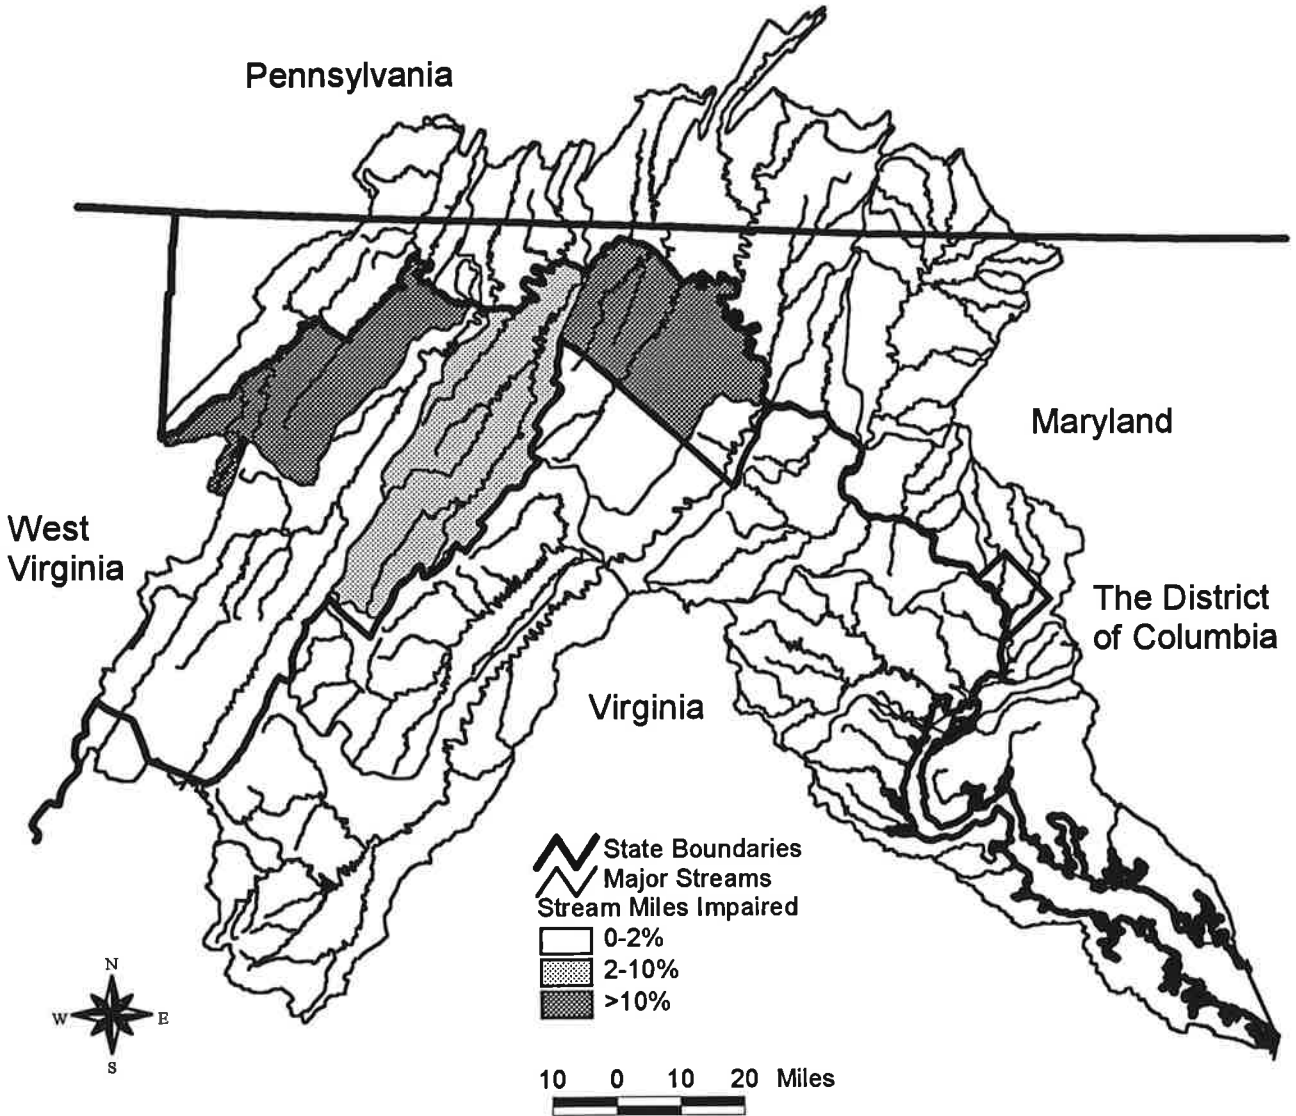 Pennsylvania
Maryland
West
Virginia
The District
of Columbia
Virginia
State Boundaries
Major Streams
Stream Miles Impaired
0-2%
2-10%
>10%
N
W E
S
10 0 10 20 Miles